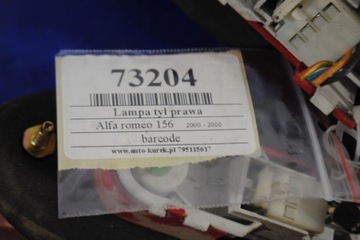 73204
Lampa tył prawa
Alfa romeo 156 2000 - 2000
barcode
www.auto-kurek.pl 795115617